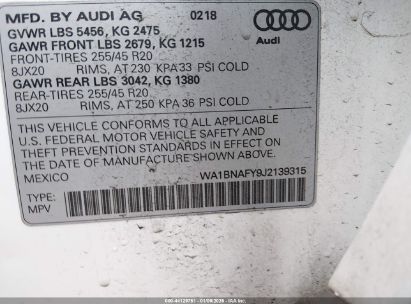 MFD. BY AUDI AG 0218
GVWR LBS 5456, KG 2475
GAWR FRONT LBS 2679, KG 1215
FRONT-TIRES 255/45 R20
8JX20 RIMS, AT 230 KPA 33 PSI COLD
GAWR REAR LBS 3042, KG 1380
REAR-TIRES 255/45 R20
8JX20 RIMS, AT 250 KPA 36 PSI COLD
Audi
THIS VEHICLE CONFORMS TO ALL APPLICABLE
U.S. FEDERAL MOTOR VEHICLE SAFETY AND
THEFT PREVENTION STANDARDS IN EFFECT ON
THE DATE OF MANUFACTURE SHOWN ABOVE.
MEXICO WA1BNAFY9J2139315
TYPE:
MPV